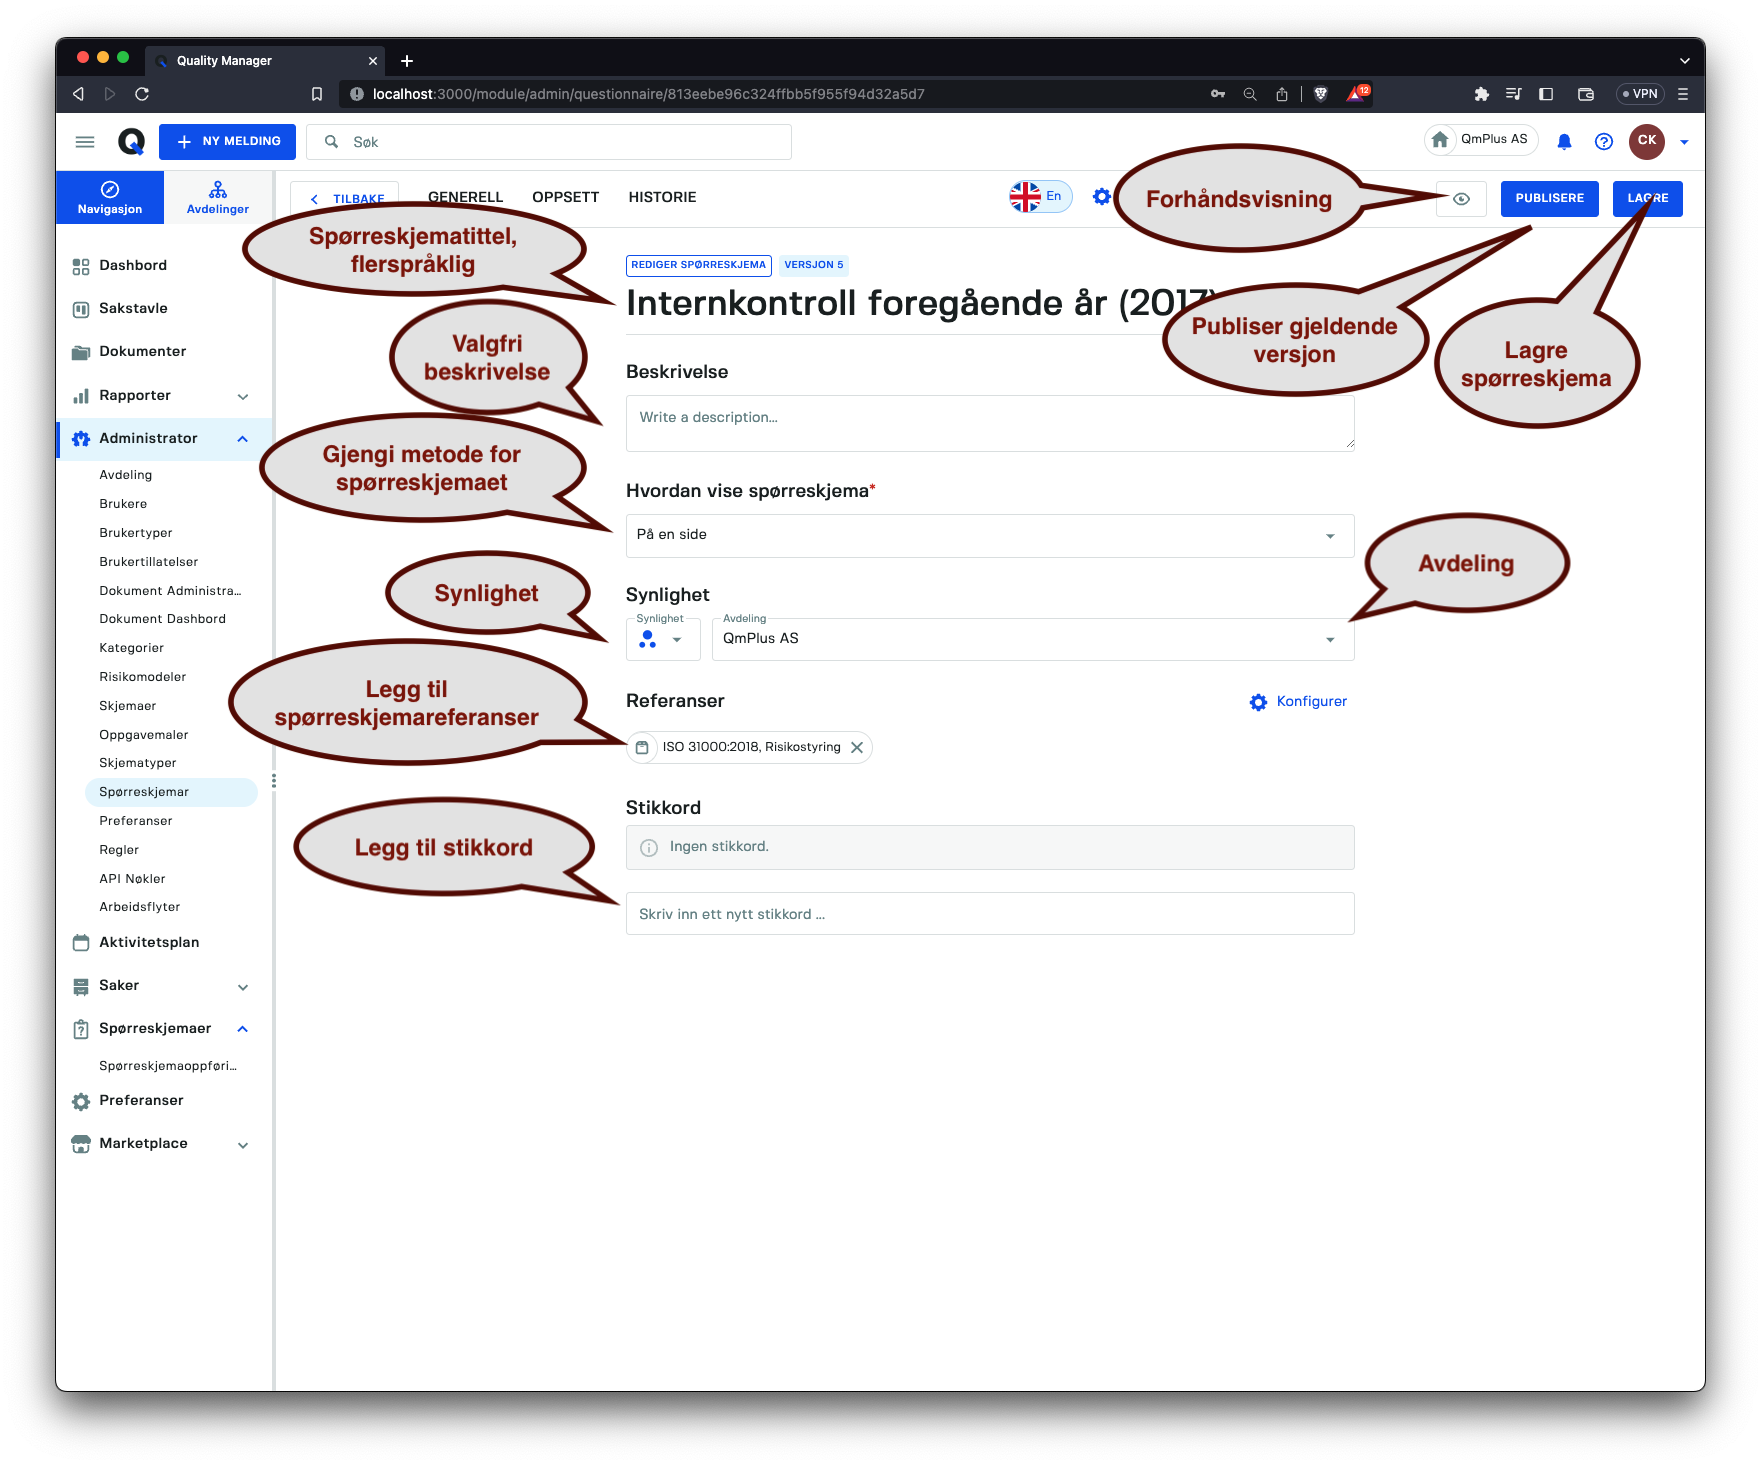 Quality Manager
localhost:3000/module/admin/questionnaire/813eebe96c324ffbb5f955f94d32a5d7
12
VPN
NY MELDING
Søk
QmPlus AS
CK
Navigasjon
Avdelinger
TILBAKE
GENERELL
OPPSETT
HISTORIE
En
Forhåndsvisning
PUBLISERE
LAGRE
Dashbord
Sakstavle
Dokumenter
Rapporter
Administrator
Avdeling
Brukere
Brukertyper
Brukertillatelser
Dokument Administra...
Dokument Dashbord
Kategorier
Risikomodeler
Skjemaer
Oppgavemaler
Skjematyper
Spørreskjemar
Preferanser
Regler
API Nøkler
Arbeidsflyter
Aktivitetsplan
Saker
Spørreskjemaer
Spørreskjemaoppføri...
Preferanser
Marketplace
Spørreskjematittel,
flerspråklig
REDIGER SPØRRESKJEMA
VERSJON 5
Internkontroll foregående år (2017)
Publiser gjeldende
versjon
Lagre
spørreskjema
Valgfri
beskrivelse
Beskrivelse
Write a description...
Gjengi metode for
spørreskjemaet
Hvordan vise spørreskjema*
På en side
Avdeling
Synlighet
Synlighet
Synlighet
Avdeling
QmPlus AS
Legg til
spørreskjemareferanser
Referanser
Konfigurer
ISO 31000:2018, Risikostyring
Legg til stikkord
Stikkord
Ingen stikkord.
Skriv inn ett nytt stikkord ...